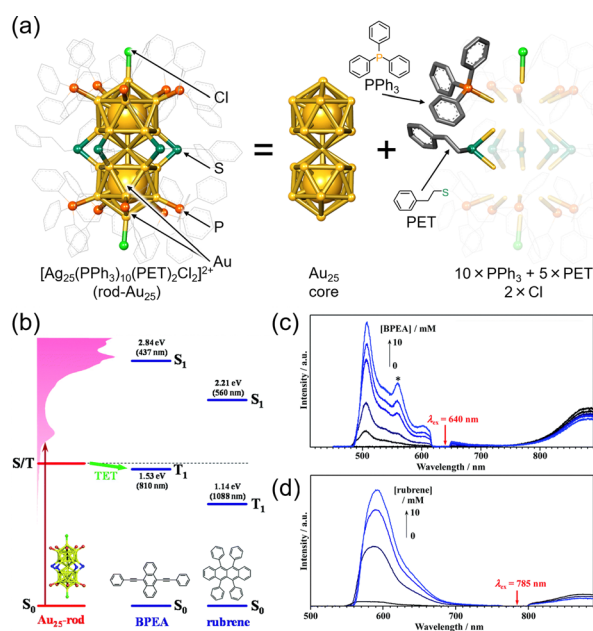 (a)
Cl
S
P
Au
[Ag25(PPh3)10(PET)2Cl2]2+
(rod-Au25)
=
Au25
core
+
P
PPh3
S
PET
10 × PPh3 + 5 × PET
2 × Cl
(b)
2.84 eV
(437 nm)
S1
2.21 eV
(560 nm)
S1
S/T
TET
T1
1.53 eV
(810 nm)
1.14 eV
(1088 nm)
T1
S0
S0
S0
Au25-rod
BPEA
rubrene
(c)
[BPEA] / mM
10
0
*
λex = 640 nm
Intensity / a.u.
500 600 700 800
Wavelength / nm
(d)
[rubrene]
/ mM
10
0
λex = 785 nm
Intensity / a.u.
500 600 700 800 900
Wavelength / nm